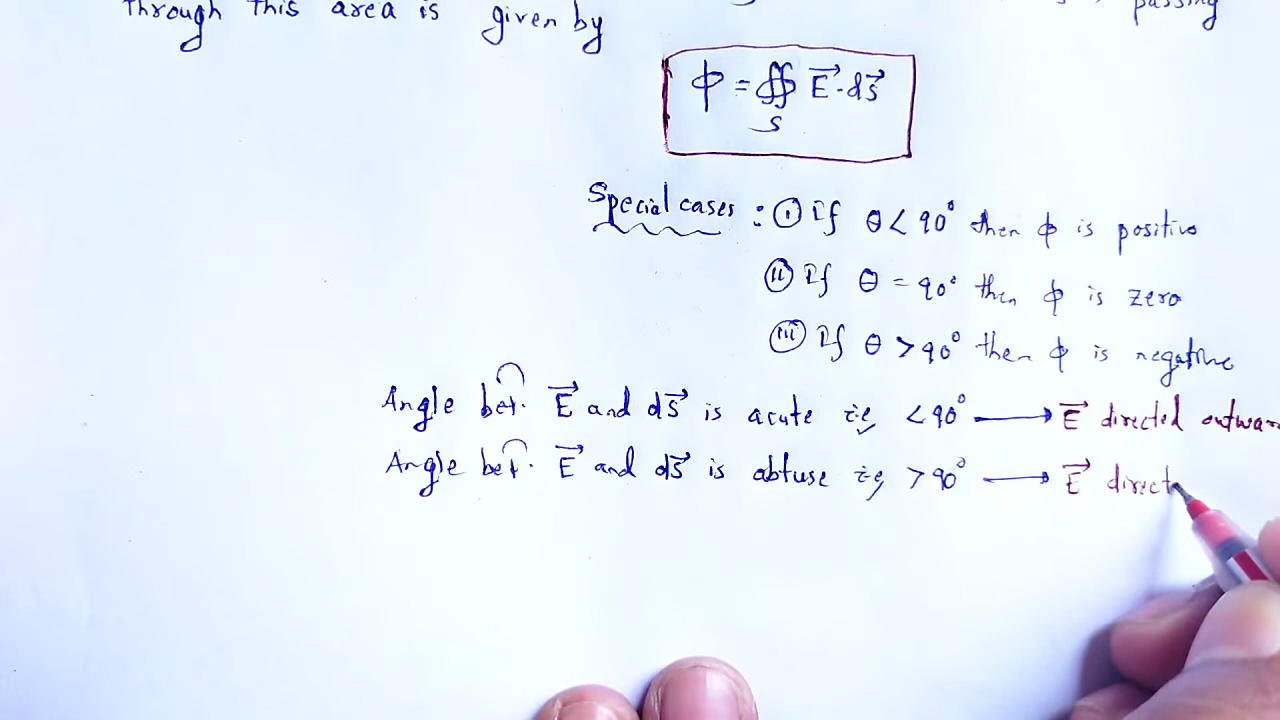 through this area is given by passing
ϕ = ∯ E⃗ · dS⃗
S
Special cases : (i) If θ < 90° then ϕ is positive
(ii) If θ = 90° then ϕ is zero
(iii) If θ > 90° then ϕ is negative
Angle bet. E⃗ and dS⃗ is acute i.e, < 90° ⟶ E⃗ directed outwar
Angle bet. E⃗ and dS⃗ is obtuse i.e, > 90° ⟶ E⃗ direct